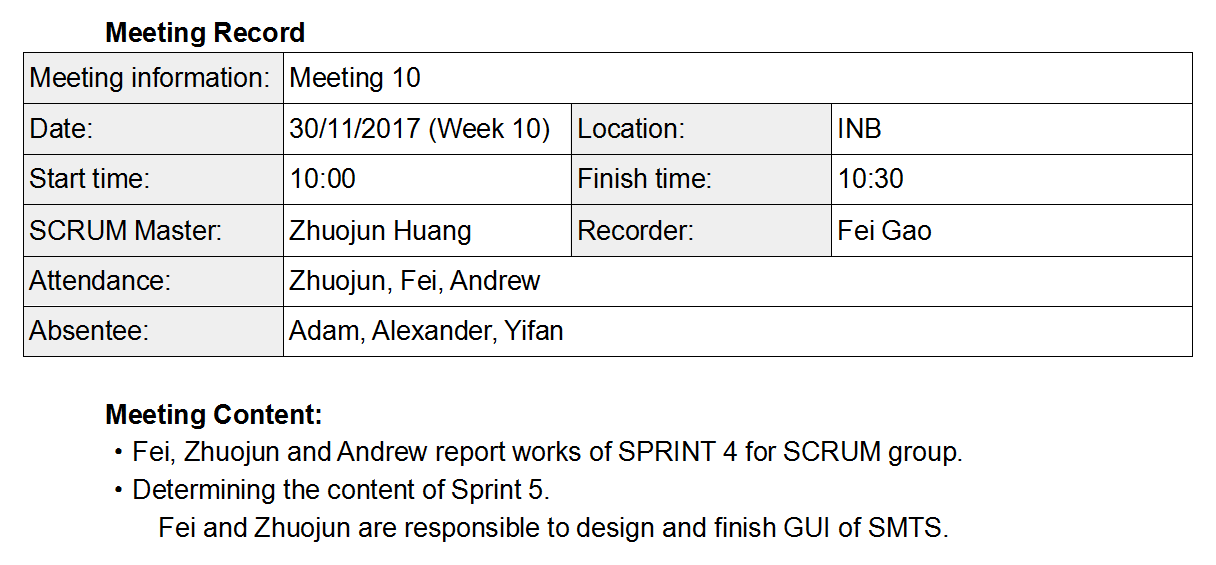 Meeting Record
Meeting information: Meeting 10
Date: 30/11/2017 (Week 10) Location: INB
Start time: 10:00 Finish time: 10:30
SCRUM Master: Zhuojun Huang Recorder: Fei Gao
Attendance: Zhuojun, Fei, Andrew
Absentee: Adam, Alexander, Yifan
Meeting Content:
・Fei, Zhuojun and Andrew report works of SPRINT 4 for SCRUM group.
・Determining the content of Sprint 5.
Fei and Zhuojun are responsible to design and finish GUI of SMTS.